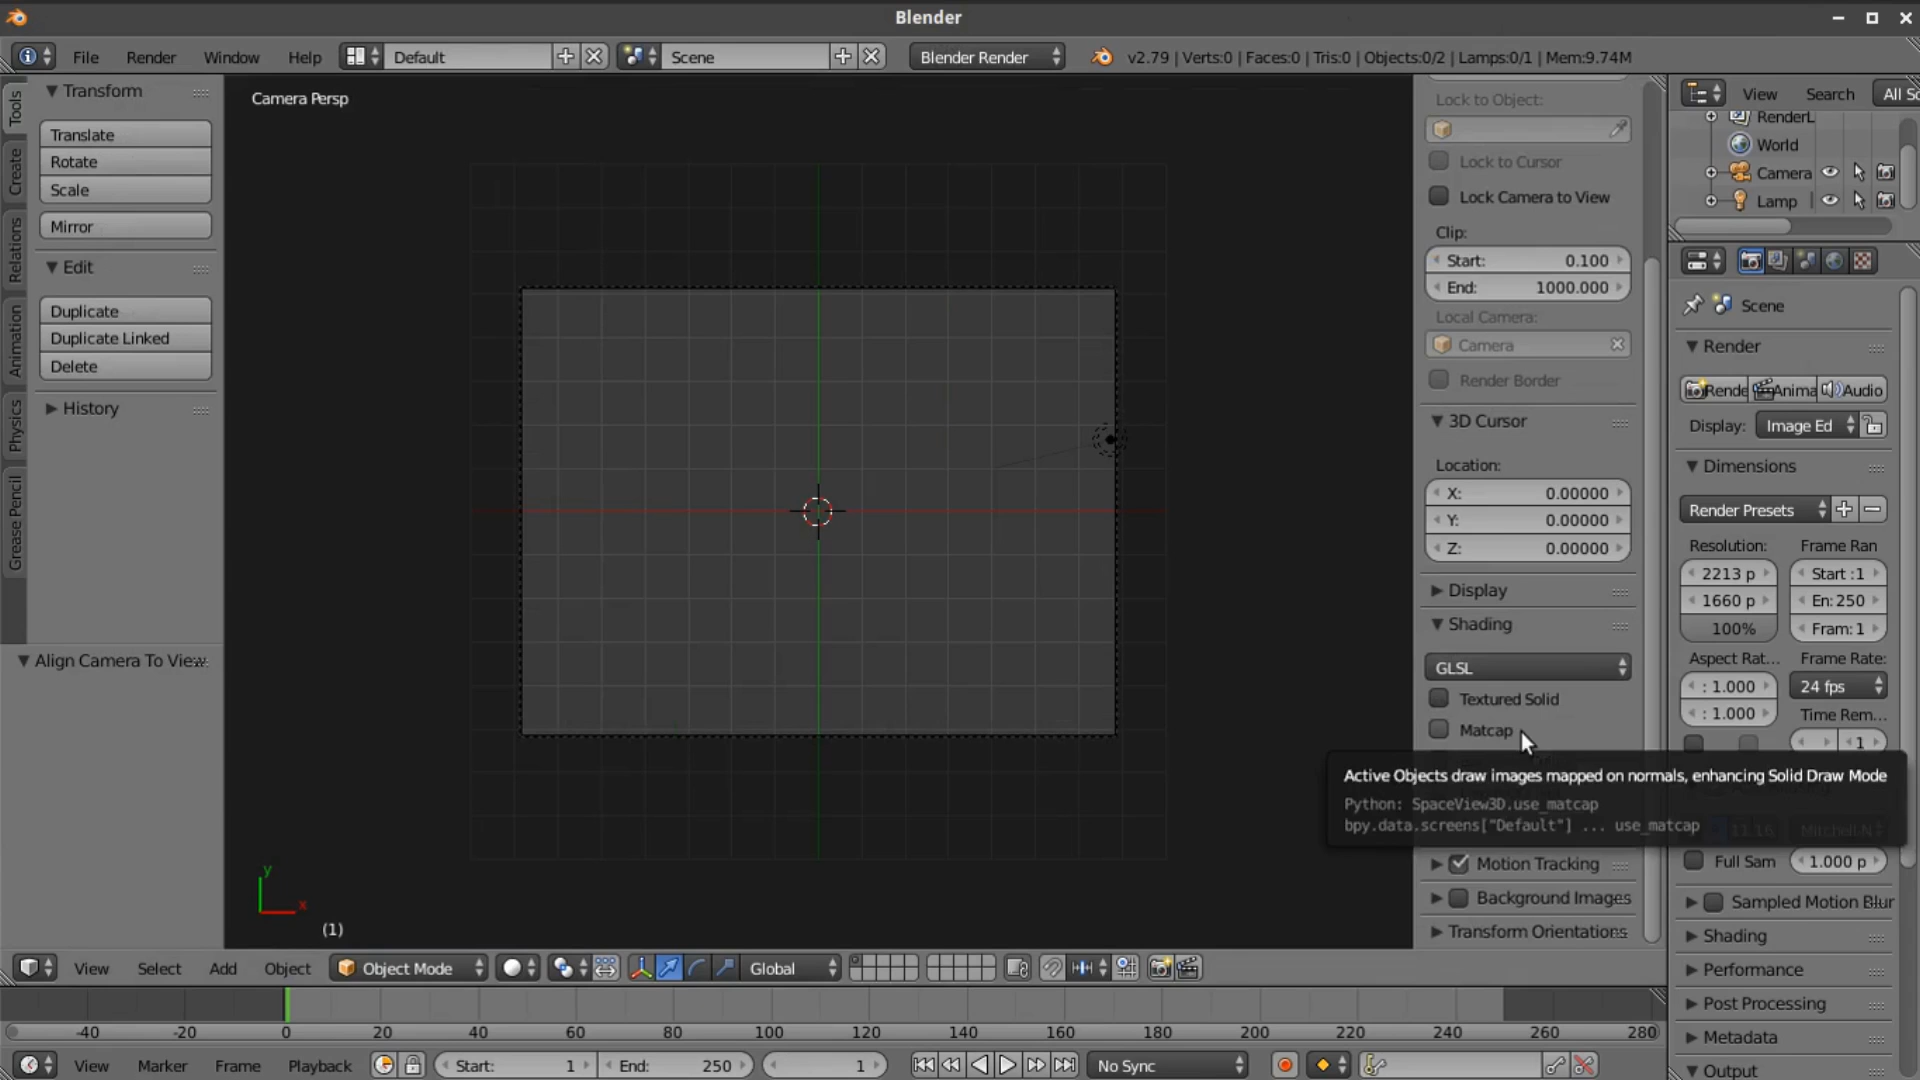 Blender
File Render Window Help Default Scene Blender Render v2.79 | Verts:0 | Faces:0 | Tris:0 | Objects:0/2 | Lamps:0/1 | Mem:9.74M
Tools
Create
Relations
Animation
Physics
Grease Pencil
Transform
Translate
Rotate
Scale
Mirror
Edit
Duplicate
Duplicate Linked
Delete
History
Align Camera To View
Camera Persp
y
x
(1)
Lock to Object:
Lock to Cursor
Lock Camera to View
Clip:
Start: 0.100
End: 1000.000
Local Camera:
Camera
Render Border
3D Cursor
Location:
X: 0.00000
Y: 0.00000
Z: 0.00000
Display
Shading
GLSL
Textured Solid
Matcap
Active Objects draw images mapped on normals, enhancing Solid Draw Mode
Python: SpaceView3D.use_matcap
bpy.data.screens["Default"] ... use_matcap
Motion Tracking
Background Images
Transform Orientations
View Search All Sc
RenderL
World
Camera
Lamp
Scene
Render
Rende Anima Audio
Display: Image Ed
Dimensions
Render Presets
Resolution: Frame Ran
2213 p Start :1
1660 p En: 250
100% Fram: 1
Aspect Rat... Frame Rate:
: 1.000 24 fps
: 1.000 Time Rem...
1
Full Sam 1.000 p
Sampled Motion Blur
Shading
Performance
Post Processing
Metadata
Output
View Select Add Object Object Mode Global
-40 -20 0 20 40 60 80 100 120 140 160 180 200 220 240 260 280
View Marker Frame Playback Start: 1 End: 250 1 No Sync